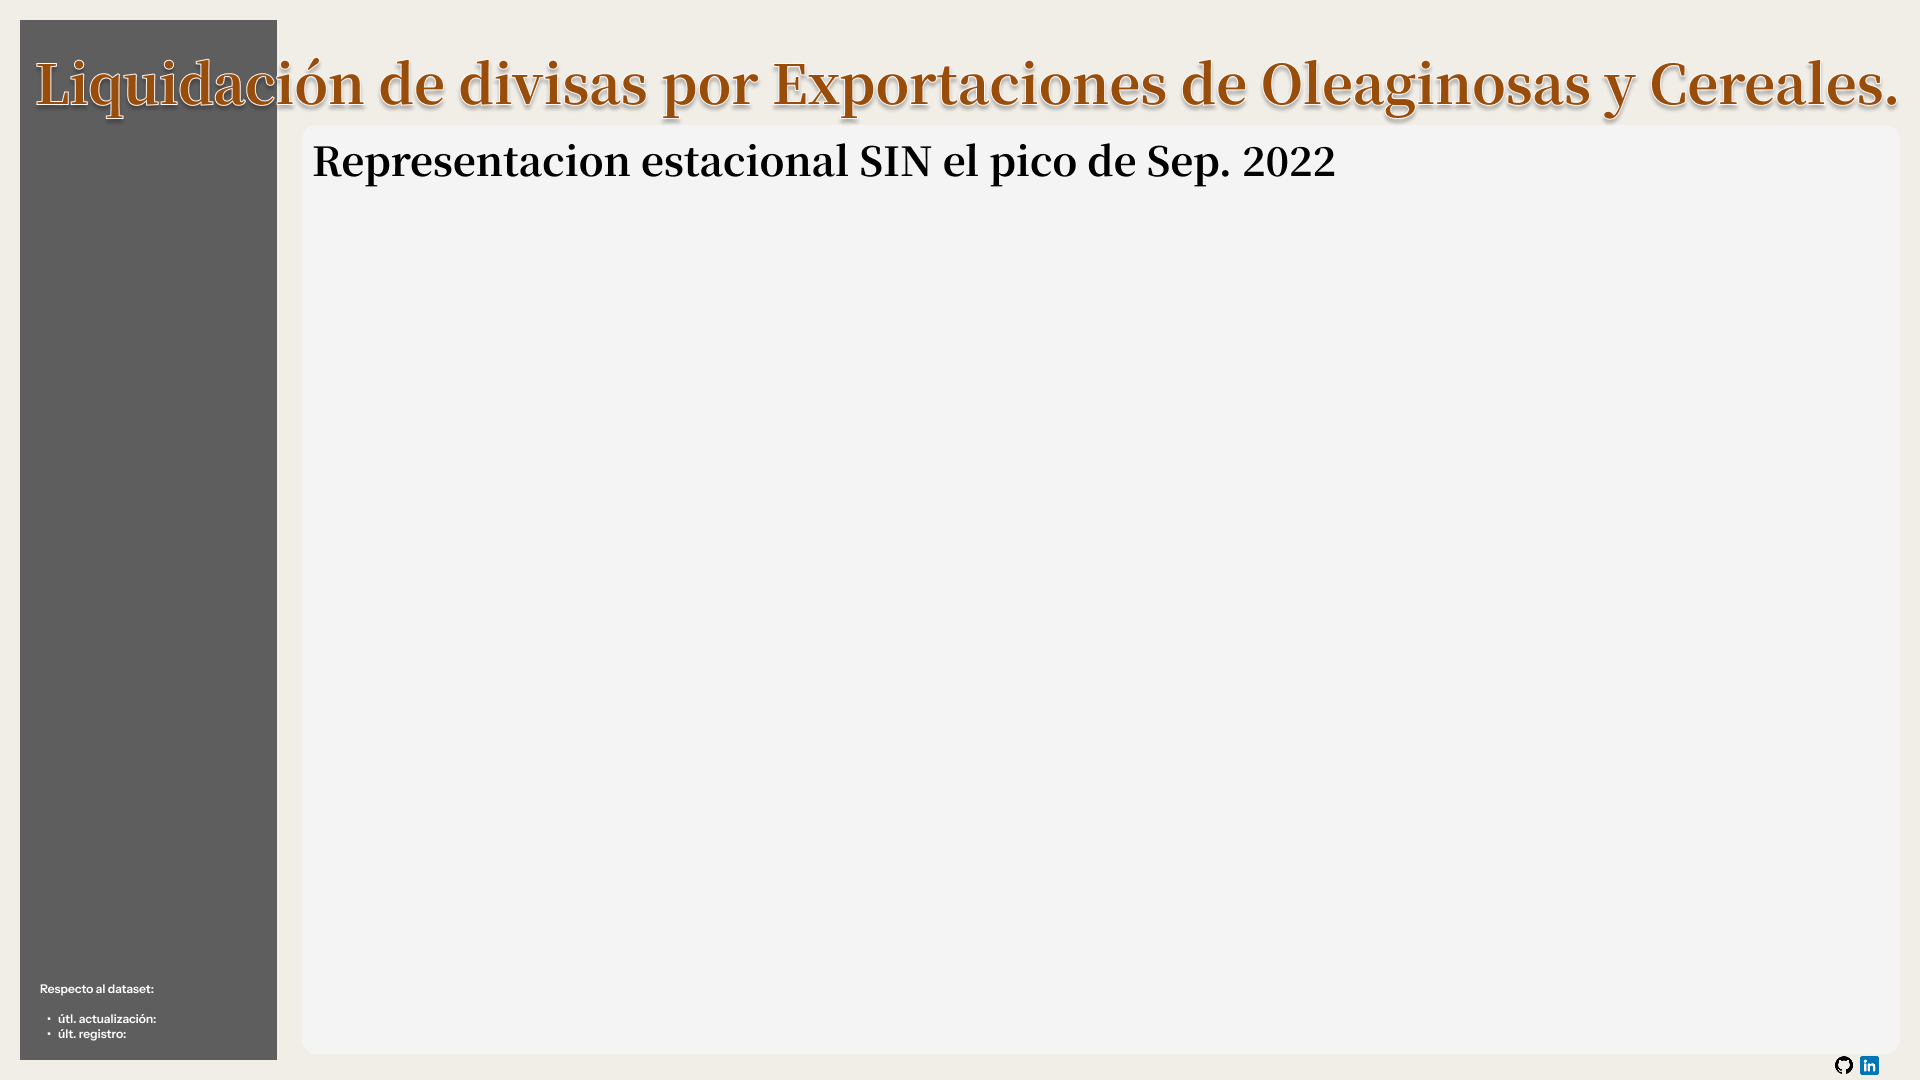 Liquidación de divisas por Exportaciones de Oleaginosas y Cereales.
Representacion estacional SIN el pico de Sep. 2022
Respecto al dataset:
• útl. actualización:
• últ. registro:
in